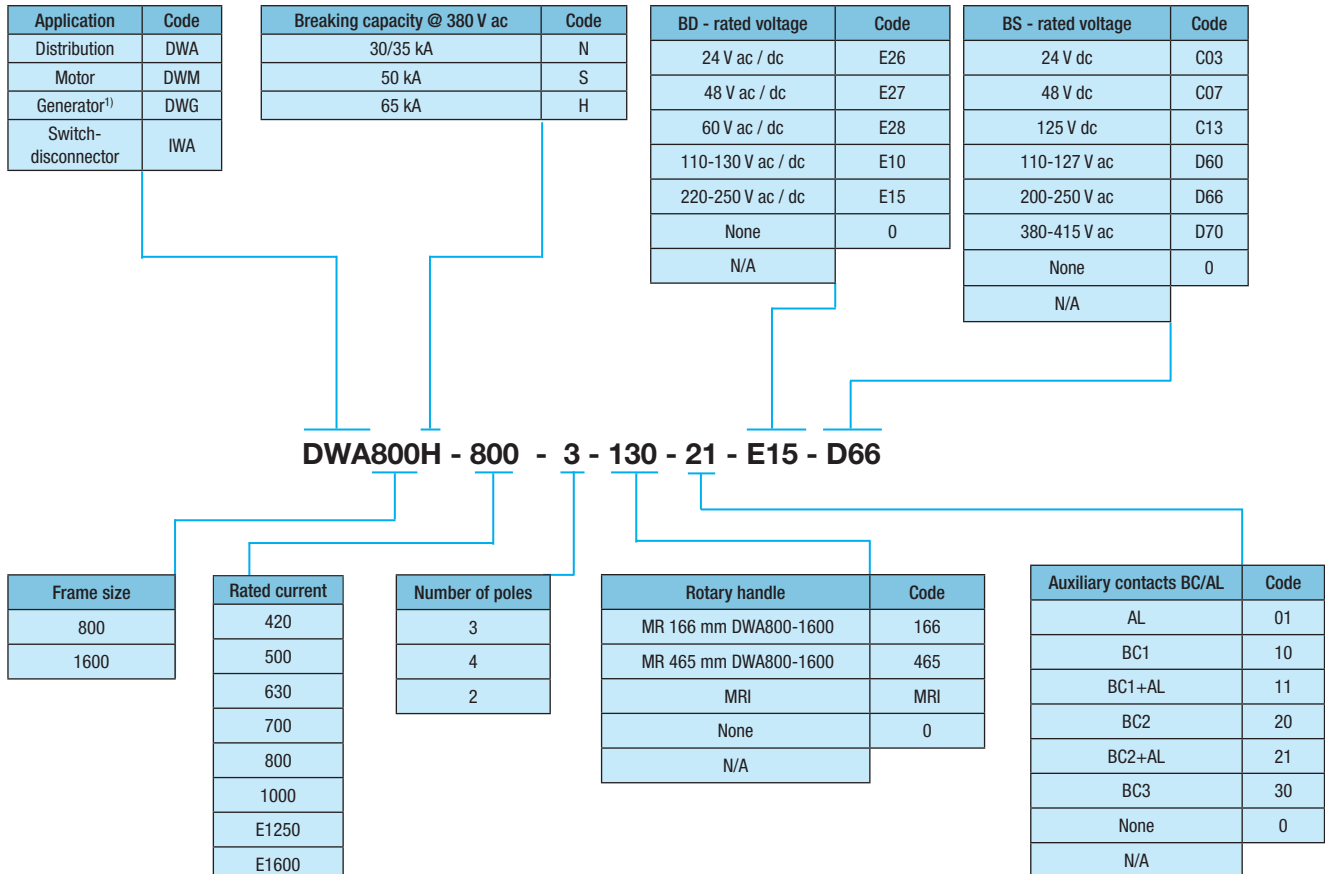 Application Code
Distribution DWA
Motor DWM
Generator1) DWG
Switch-
disconnector IWA
Breaking capacity @ 380 V ac Code
30/35 kA N
50 kA S
65 kA H
BD - rated voltage Code
24 V ac / dc E26
48 V ac / dc E27
60 V ac / dc E28
110-130 V ac / dc E10
220-250 V ac / dc E15
None 0
N/A
BS - rated voltage Code
24 V dc C03
48 V dc C07
125 V dc C13
110-127 V ac D60
200-250 V ac D66
380-415 V ac D70
None 0
N/A
DWA800H - 800 - 3 - 130 - 21 - E15 - D66
Frame size
800
1600
Rated current
420
500
630
700
800
1000
E1250
E1600
Number of poles
3
4
2
Rotary handle Code
MR 166 mm DWA800-1600 166
MR 465 mm DWA800-1600 465
MRI MRI
None 0
N/A
Auxiliary contacts BC/AL Code
AL 01
BC1 10
BC1+AL 11
BC2 20
BC2+AL 21
BC3 30
None 0
N/A